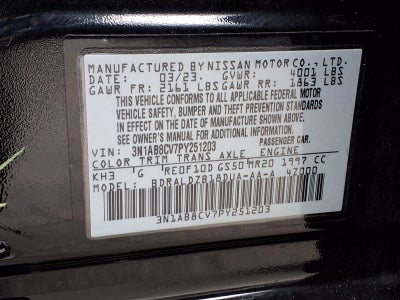 MANUFACTURED BY NISSAN MOTOR CO., LTD.
DATE: 03/23. GVWR: 4001 LBS
GAWR FR: 2161 LBS GAWR RR: 1863 LBS
THIS VEHICLE CONFORMS TO ALL APPLICABLE FEDERAL MOTOR
VEHICLE SAFETY, BUMPER AND THEFT PREVENTION STANDARDS
IN EFFECT ON THE DATE OF MANUFACTURE SHOWN ABOVE.
SEE OWNER'S MANUAL FOR ADDITIONAL INFORMATION
VIN: 3N1AB8CV7PY251203 PASSENGER CAR.
COLOR TRIM TRANS AXLE ENGINE
KH3 G RE0F10D GS50 MR20 1997 CC
MODEL: BDRALDZB18DUA-AA-A 4Z000
3N1AB8CV7PY251203